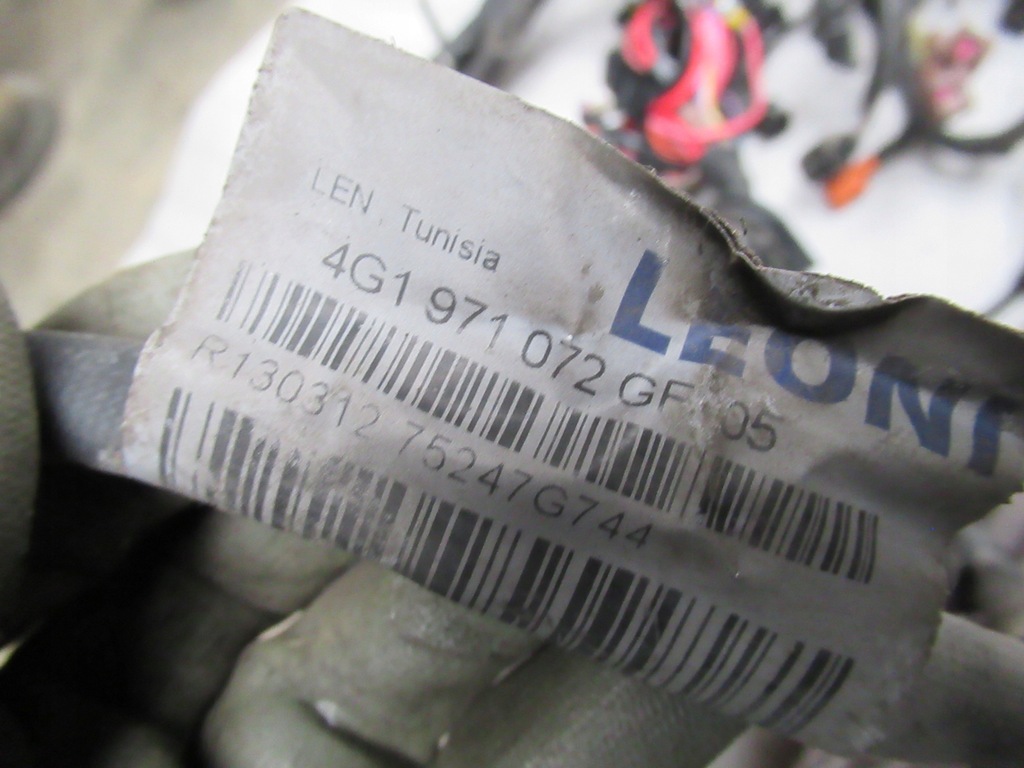 LEN , Tunisia
LEONI
4G1 971 072 GF 05
R130312 75247G744